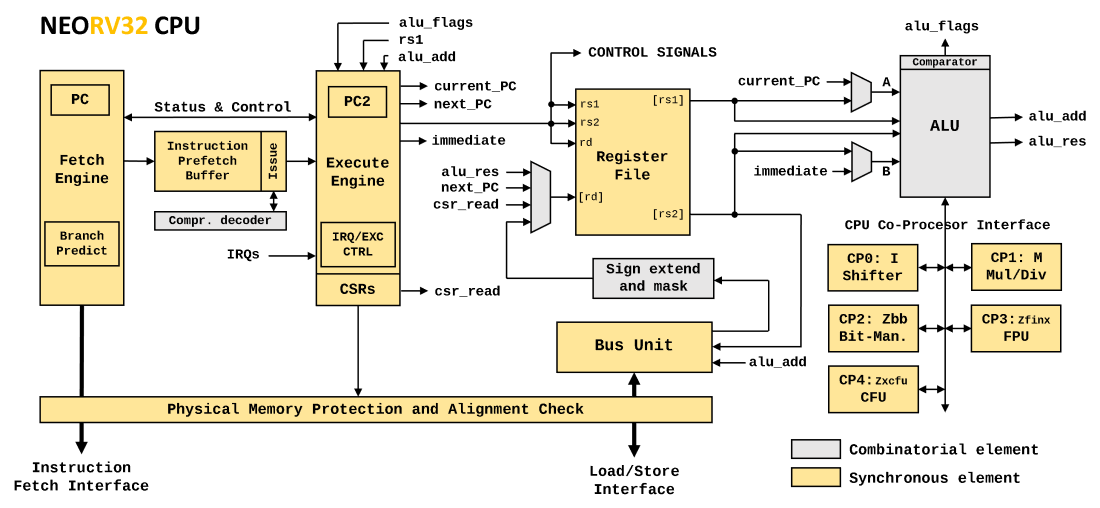 NEORV32 CPU
alu_flags
rs1
alu_add
PC
Fetch
Engine
Branch
Predict
Status & Control
Instruction
Prefetch
Buffer
Issue
Compr. decoder
IRQs
PC2
Execute
Engine
IRQ/EXC
CTRL
CSRs
current_PC
next_PC
immediate
csr_read
CONTROL SIGNALS
alu_res
next_PC
csr_read
rs1
rs2
rd
[rd]
[rs1]
[rs2]
Register
File
Sign extend
and mask
Bus Unit
alu_add
current_PC
A
immediate
B
alu_flags
Comparator
ALU
alu_add
alu_res
CPU Co-Procesor Interface
CP0: I
Shifter
CP1: M
Mul/Div
CP2: Zbb
Bit-Man.
CP3:Zfinx
FPU
CP4:Zxcfu
CFU
Physical Memory Protection and Alignment Check
Instruction
Fetch Interface
Load/Store
Interface
Combinatorial element
Synchronous element